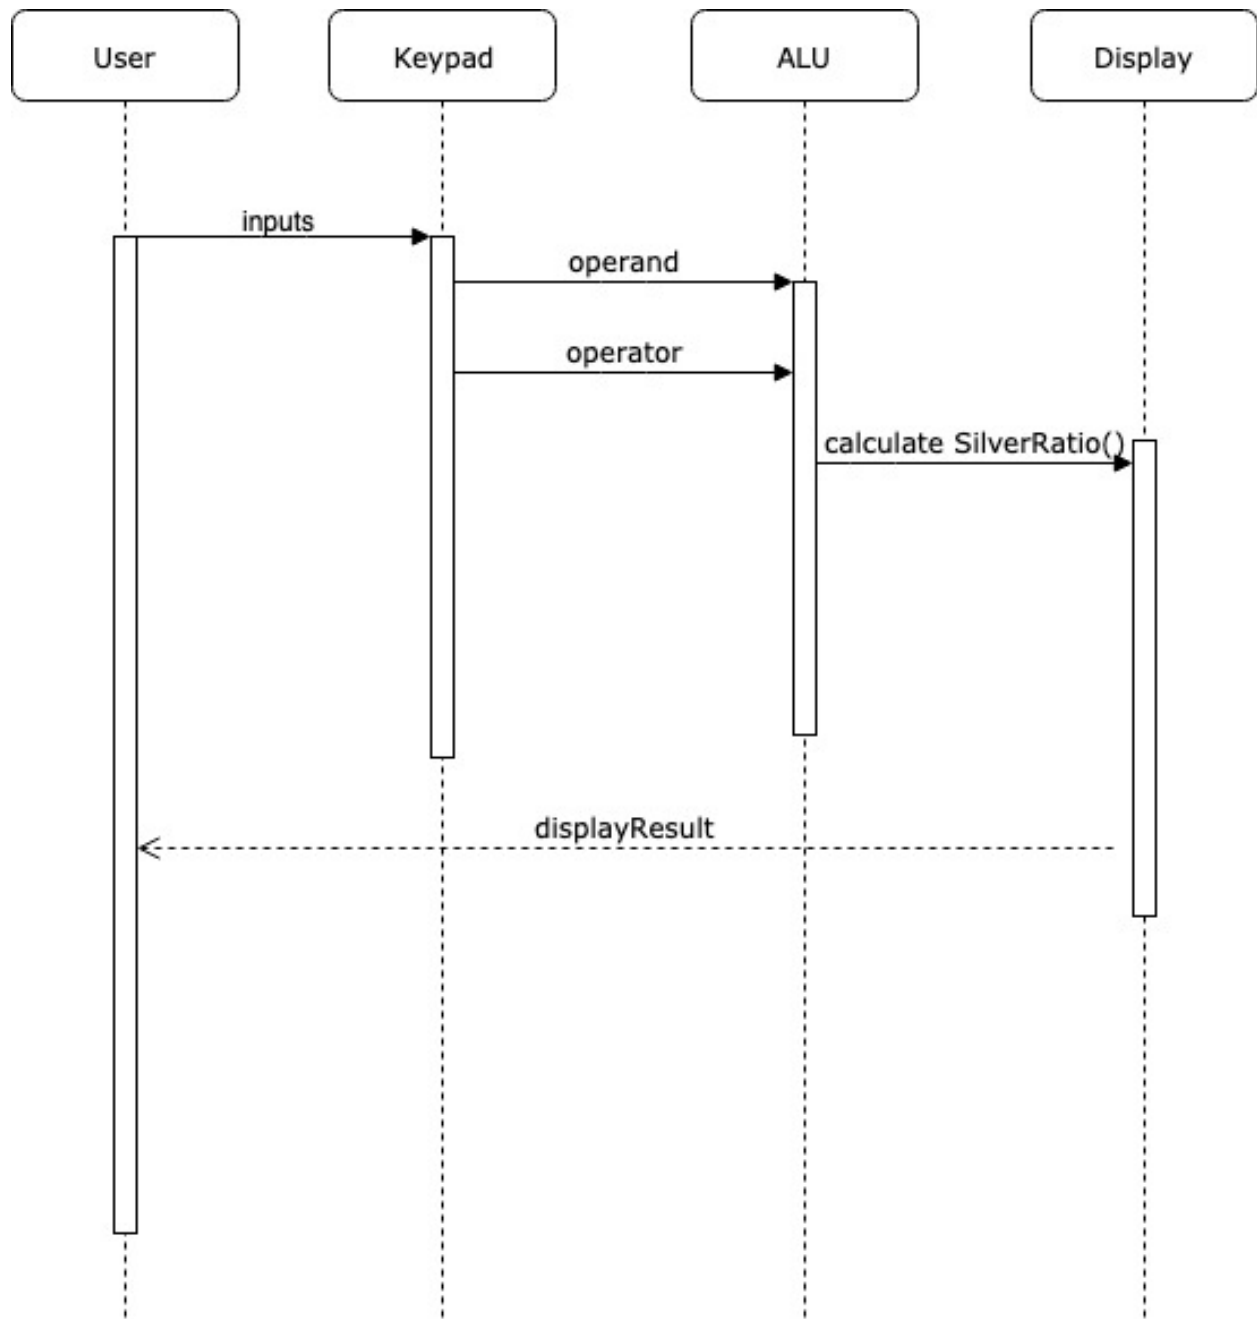 User
Keypad
ALU
Display
inputs
operand
operator
calculate SilverRatio()
displayResult